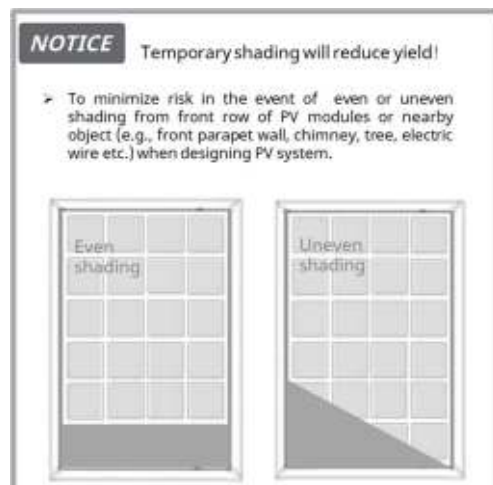 NOTICE Temporary shading will reduce yield!
➢ To minimize risk in the event of even or uneven
shading from front row of PV modules or nearby
object (e.g., front parapet wall, chimney, tree, electric
wire etc.) when designing PV system.
Even
shading
Uneven
shading